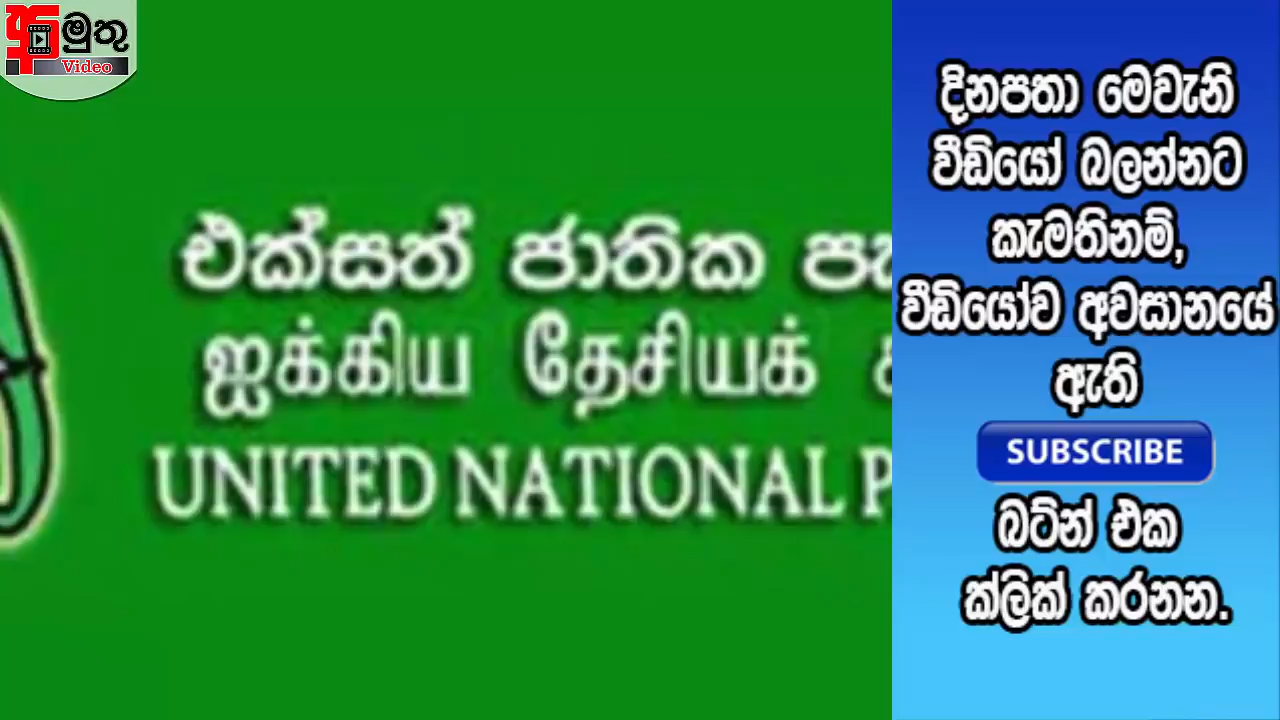 මුතු
Video
එක්සත් ජාතික
ஐக்கிய தேசியக்
UNITED NATIONAL P
දිනපතා මෙවැනි
වීඩියෝ බලන්නට
කැමතිනම්,
වීඩියෝව අවසානයේ
ඇති
SUBSCRIBE
බටන් එක
ක්ලික් කරනන.